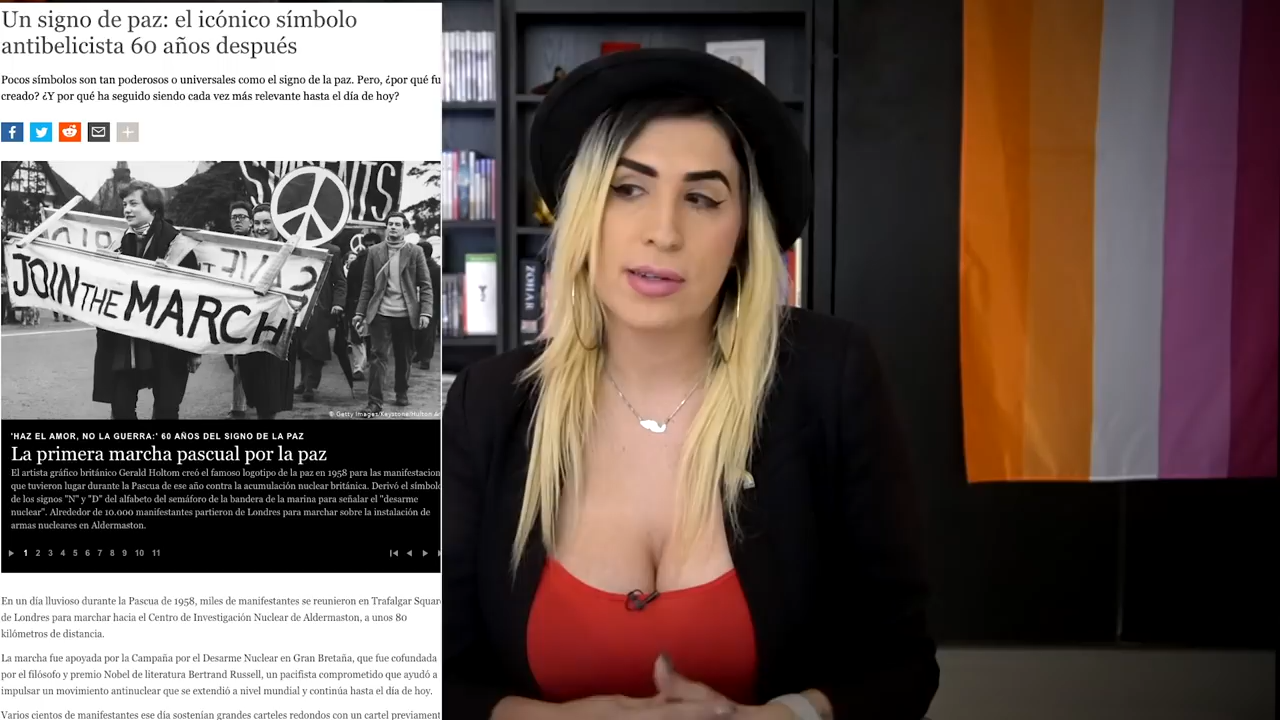 Un signo de paz: el icónico símbolo
antibelicista 60 años después
Pocos símbolos son tan poderosos o universales como el signo de la paz. Pero, ¿por qué fu
creado? ¿Y por qué ha seguido siendo cada vez más relevante hasta el día de hoy?
JOIN THE MARCH
© Getty Images/Keystone/Hulton A
'HAZ EL AMOR, NO LA GUERRA:' 60 AÑOS DEL SIGNO DE LA PAZ
La primera marcha pascual por la paz
El artista gráfico británico Gerald Holtom creó el famoso logotipo de la paz en 1958 para las manifestacion
que tuvieron lugar durante la Pascua de ese año contra la acumulación nuclear británica. Derivó el símbolo
de los signos "N" y "D" del alfabeto del semáforo de la bandera de la marina para señalar el "desarme
nuclear". Alrededor de 10.000 manifestantes partieron de Londres para marchar sobre la instalación de
armas nucleares en Aldermaston.
1 2 3 4 5 6 7 8 9 10 11
En un día lluvioso durante la Pascua de 1958, miles de manifestantes se reunieron en Trafalgar Squar
de Londres para marchar hacia el Centro de Investigación Nuclear de Aldermaston, a unos 80
kilómetros de distancia.
La marcha fue apoyada por la Campaña por el Desarme Nuclear en Gran Bretaña, que fue cofundada
por el filósofo y premio Nobel de literatura Bertrand Russell, un pacifista comprometido que ayudó a
impulsar un movimiento antinuclear que se extendió a nivel mundial y continúa hasta el día de hoy.
Varios cientos de manifestantes ese día sostenían grandes carteles redondos con un cartel previament
ZOHAR